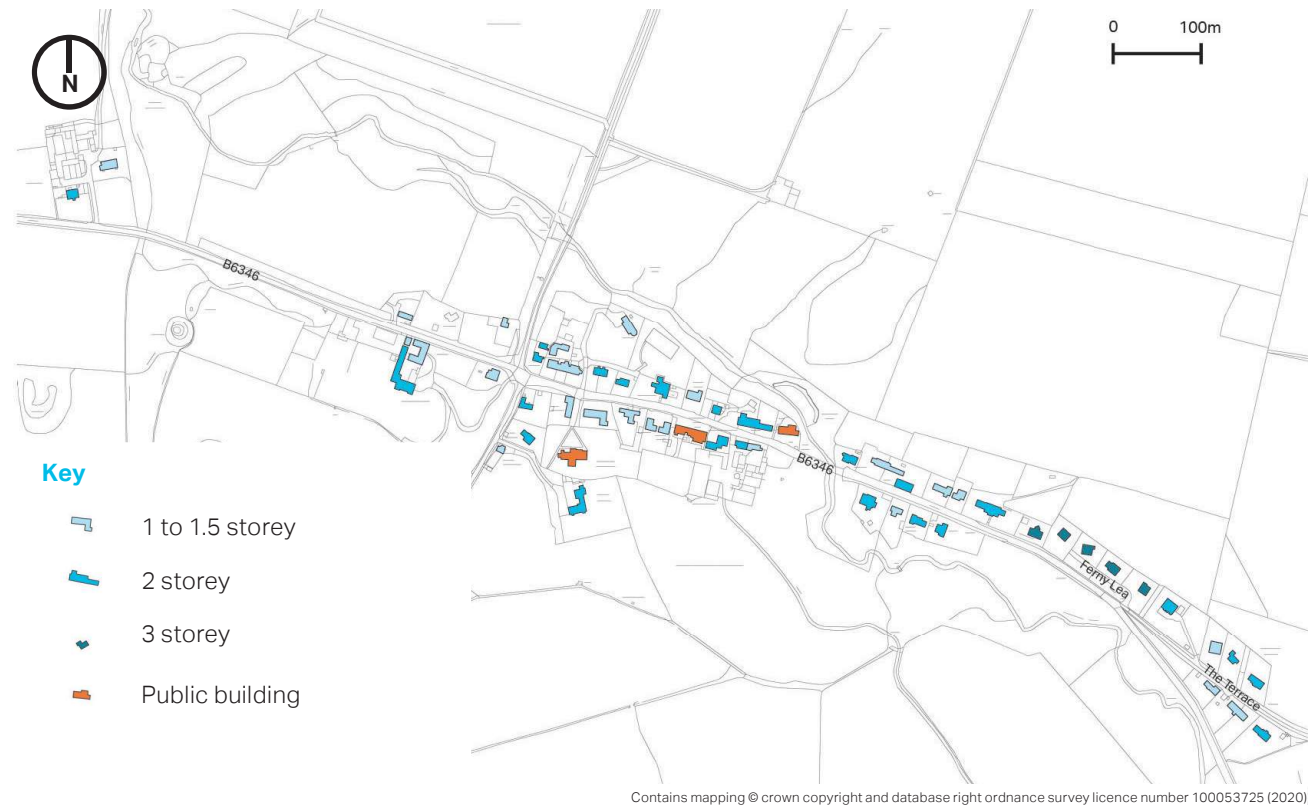 0 100m
N
B6346
B6346
Ferny Lea
The Terrace
Key
1 to 1.5 storey
2 storey
3 storey
Public building
Contains mapping © crown copyright and database right ordnance survey licence number 100053725 (2020)